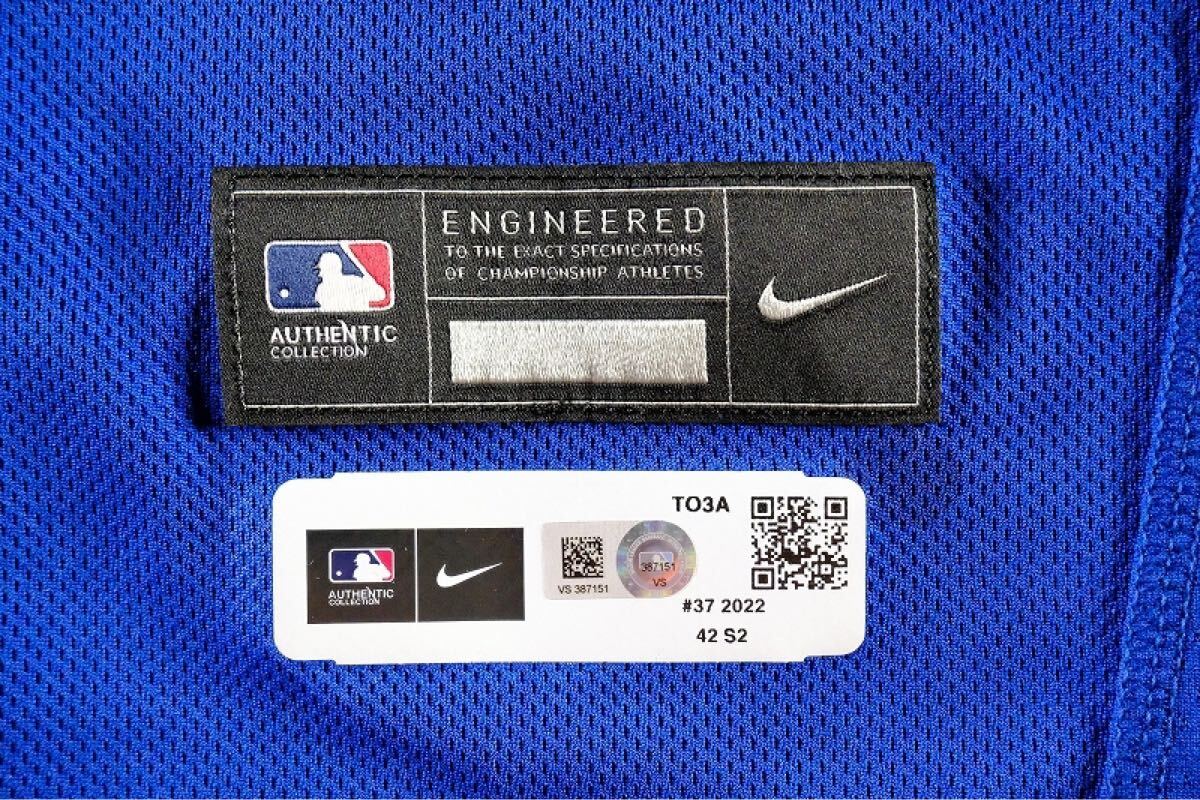 ENGINEERED
TO THE EXACT SPECIFICATIONS
OF CHAMPIONSHIP ATHLETES
AUTHENTIC
COLLECTION
TO3A
AUTHENTIC
COLLECTION
VS 387151
387151
VS
#37 2022
42 S2